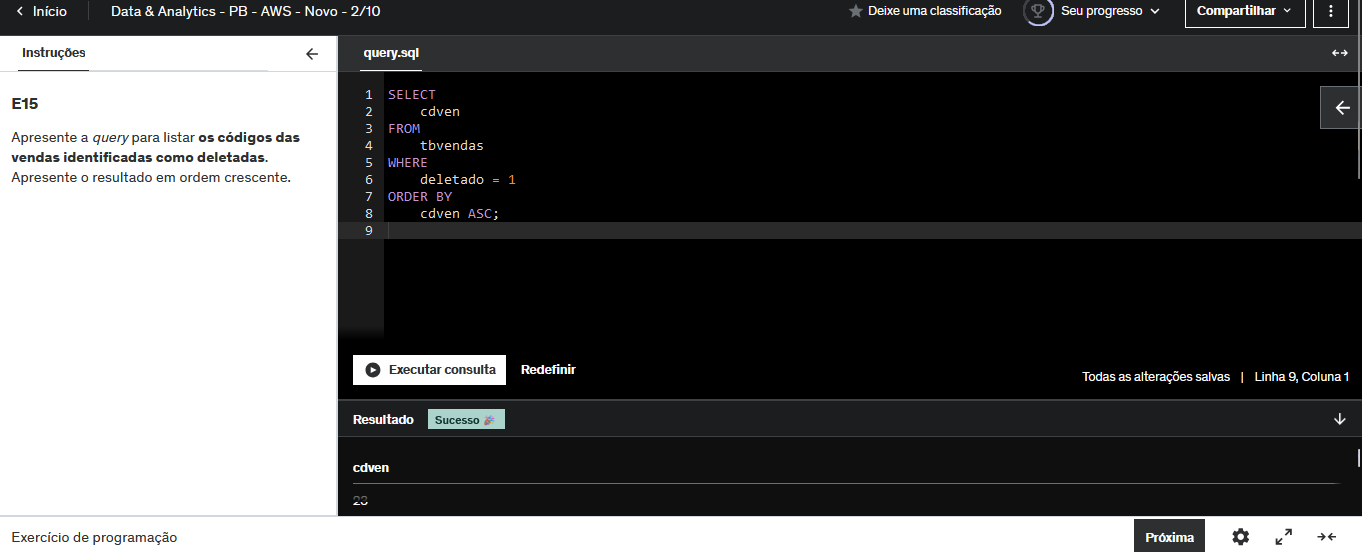 Início
Data & Analytics - PB - AWS - Novo - 2/10
Deixe uma classificação
Seu progresso
Compartilhar
Instruções
query.sql
E15
Apresente a query para listar os códigos das
vendas identificadas como deletadas.
Apresente o resultado em ordem crescente.
1 SELECT
2 cdven
3 FROM
4 tbvendas
5 WHERE
6 deletado = 1
7 ORDER BY
8 cdven ASC;
9
Executar consulta
Redefinir
Todas as alterações salvas | Linha 9, Coluna 1
Resultado
Sucesso 🎉
cdven
Exercício de programação
Próxima